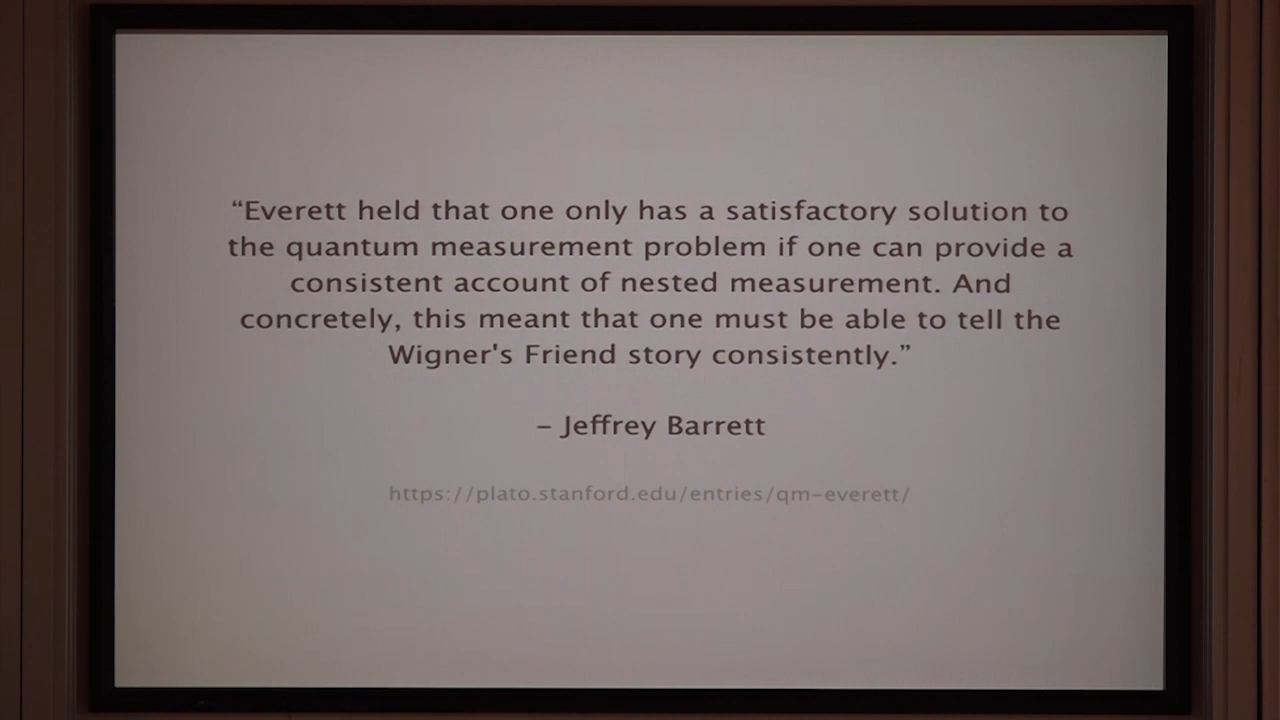 “Everett held that one only has a satisfactory solution to
the quantum measurement problem if one can provide a
consistent account of nested measurement. And
concretely, this meant that one must be able to tell the
Wigner's Friend story consistently.”
– Jeffrey Barrett
https://plato.stanford.edu/entries/qm-everett/